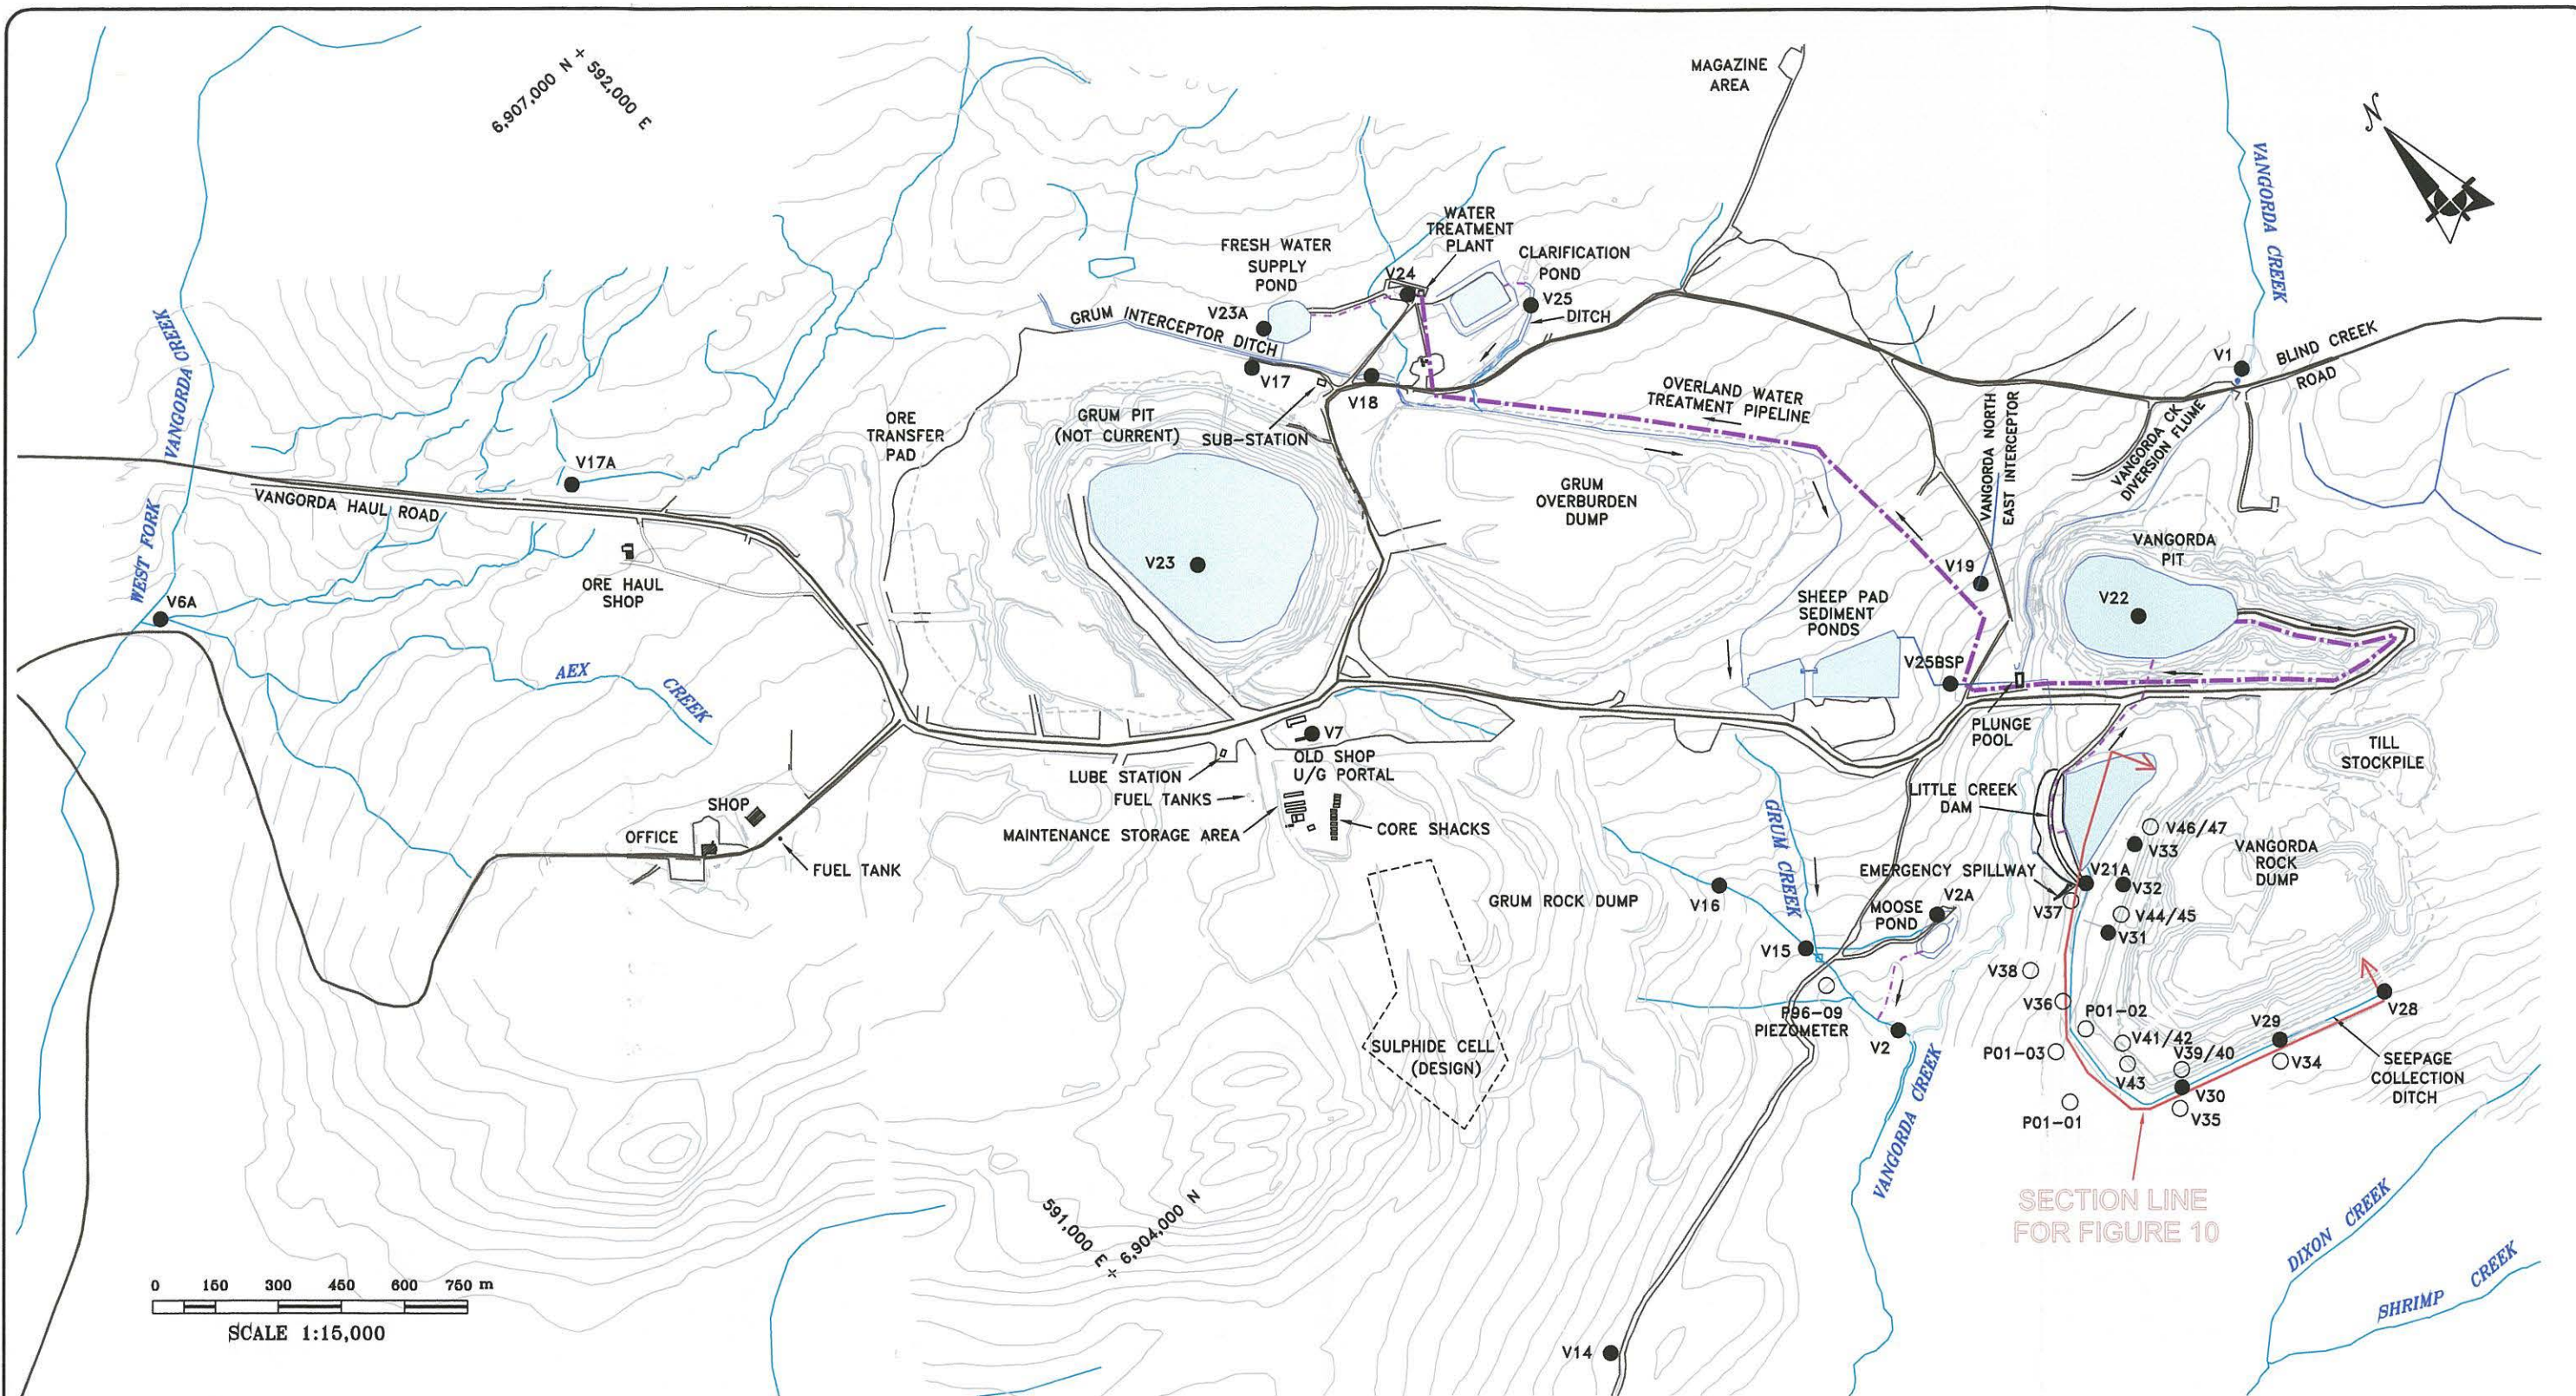 6,907,000 N
592,000 E
MAGAZINE
AREA
N
VANGORDA CREEK
WATER
TREATMENT
PLANT
FRESH WATER
SUPPLY
POND
V24
CLARIFICATION
POND
V25
DITCH
V23A
GRUM INTERCEPTOR DITCH
V17
V18
SUB-STATION
V1
BLIND CREEK
ROAD
OVERLAND WATER
TREATMENT PIPELINE
VANGORDA NORTH
EAST INTERCEPTOR
VANGORDA CK
DIVERSION FLUME
WEST FORK
VANGORDA CREEK
V17A
VANGORDA HAUL ROAD
ORE
TRANSFER
PAD
GRUM PIT
(NOT CURRENT)
GRUM
OVERBURDEN
DUMP
VANGORDA
PIT
V6A
ORE HAUL
SHOP
V23
V19
V22
SHEEP PAD
SEDIMENT
PONDS
V25BSP
AEX
CREEK
PLUNGE
POOL
TILL
STOCKPILE
V7
OLD SHOP
U/G PORTAL
LUBE STATION
FUEL TANKS
MAINTENANCE STORAGE AREA
CORE SHACKS
SHOP
OFFICE
FUEL TANK
LITTLE CREEK
DAM
V46/47
V33
VANGORDA
ROCK
DUMP
GRUM CREEK
EMERGENCY SPILLWAY
V21A
V32
V37
V44/45
V31
V16
GRUM ROCK DUMP
MOOSE
POND
V2A
V15
V38
V36
P96-09
PIEZOMETER
V2
P01-02
V41/42
V39/40
V29
V28
P01-03
V43
V34
V30
V35
P01-01
SEEPAGE
COLLECTION
DITCH
SULPHIDE CELL
(DESIGN)
VANGORDA CREEK
SECTION LINE
FOR FIGURE 10
591,000 E
6,904,000 N
DIXON CREEK
SHRIMP CREEK
V14
0 150 300 450 600 750 m
SCALE 1:15,000